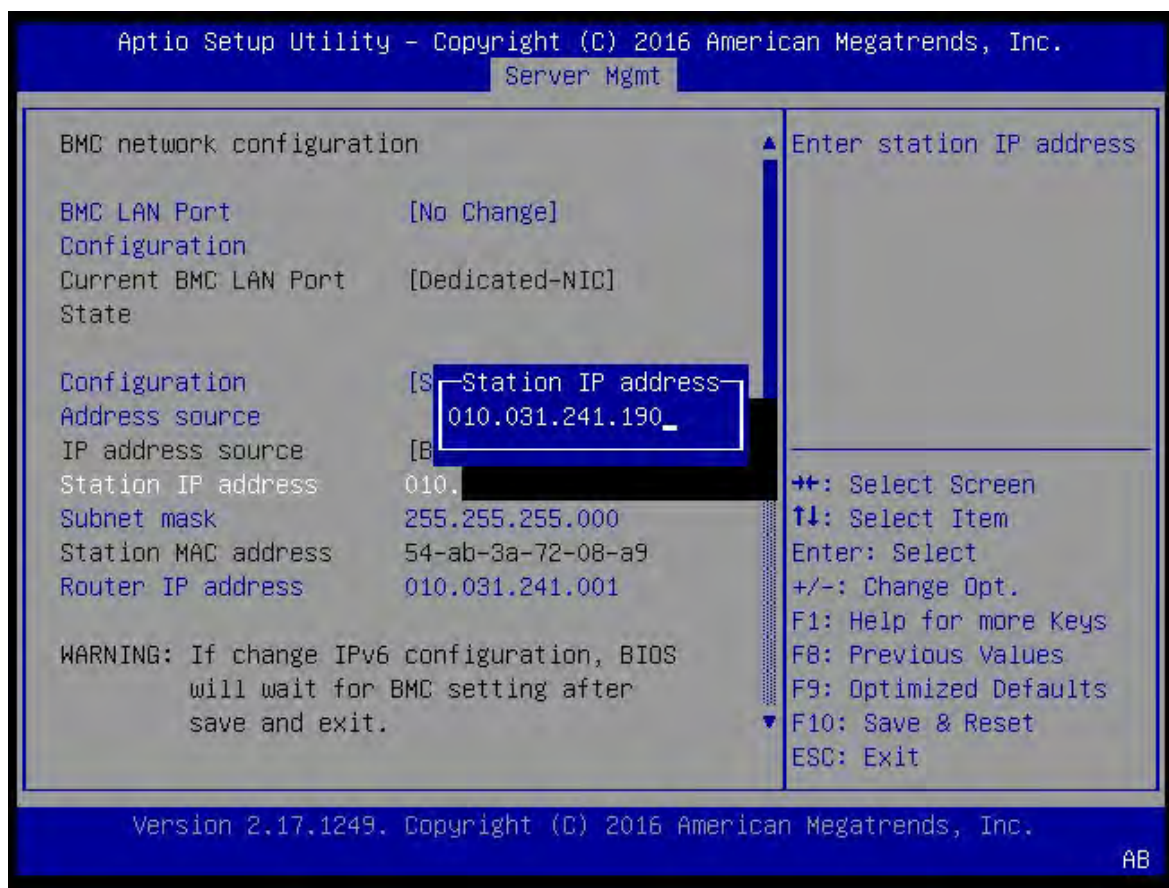 Aptio Setup Utility – Copyright (C) 2016 American Megatrends, Inc.
Server Mgmt
BMC network configuration
BMC LAN Port [No Change]
Configuration
Current BMC LAN Port [Dedicated-NIC]
State
Configuration [S
Address source
IP address source [B
Station IP address 010.
Subnet mask 255.255.255.000
Station MAC address 54-ab-3a-72-08-a9
Router IP address 010.031.241.001
WARNING: If change IPv6 configuration, BIOS
will wait for BMC setting after
save and exit.
Station IP address
010.031.241.190_
Enter station IP address
→←: Select Screen
↑↓: Select Item
Enter: Select
+/-: Change Opt.
F1: Help for more Keys
F8: Previous Values
F9: Optimized Defaults
F10: Save & Reset
ESC: Exit
Version 2.17.1249. Copyright (C) 2016 American Megatrends, Inc.
AB